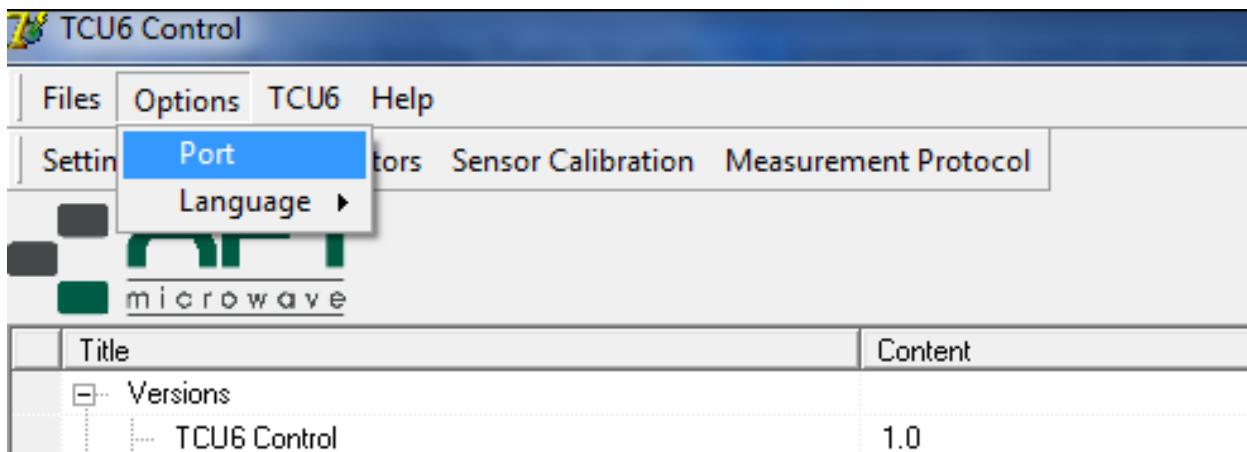 TCU6 Control
Files Options TCU6 Help
Port
Language
Sensor Calibration Measurement Protocol
microwave
Title Content
Versions
TCU6 Control 1.0